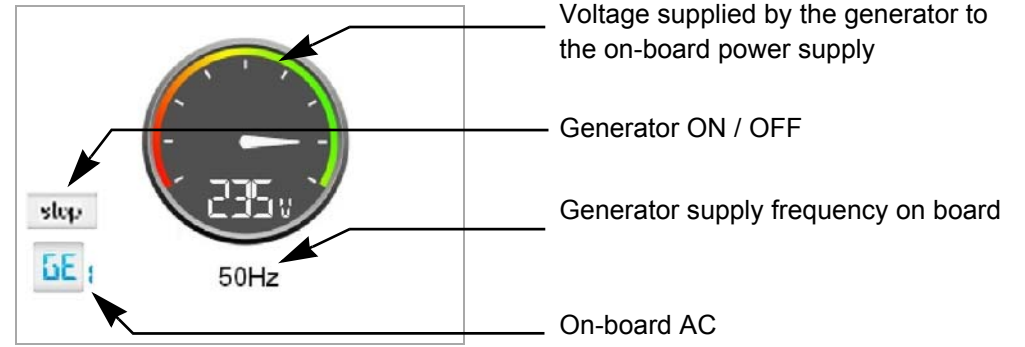 Voltage supplied by the generator to
the on-board power supply
Generator ON / OFF
235 V
stop
Generator supply frequency on board
GE
50Hz
On-board AC